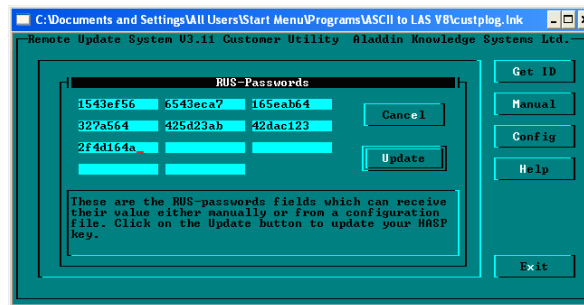 C:\Documents and Settings\All Users\Start Menu\Programs\ASCII to LAS V8\custplog.lnk
Remote Update System V3.11 Customer Utility Aladdin Knowledge Systems Ltd.
RUS-Passwords
1543ef56 6543eca7 165eab64
327a564 425d23ab 42dac123
2f4d164a_
Cancel
Update
These are the RUS-passwords fields which can receive
their value either manually or from a configuration
file. Click on the Update button to update your HASP
key.
Get ID
Manual
Config
Help
Exit